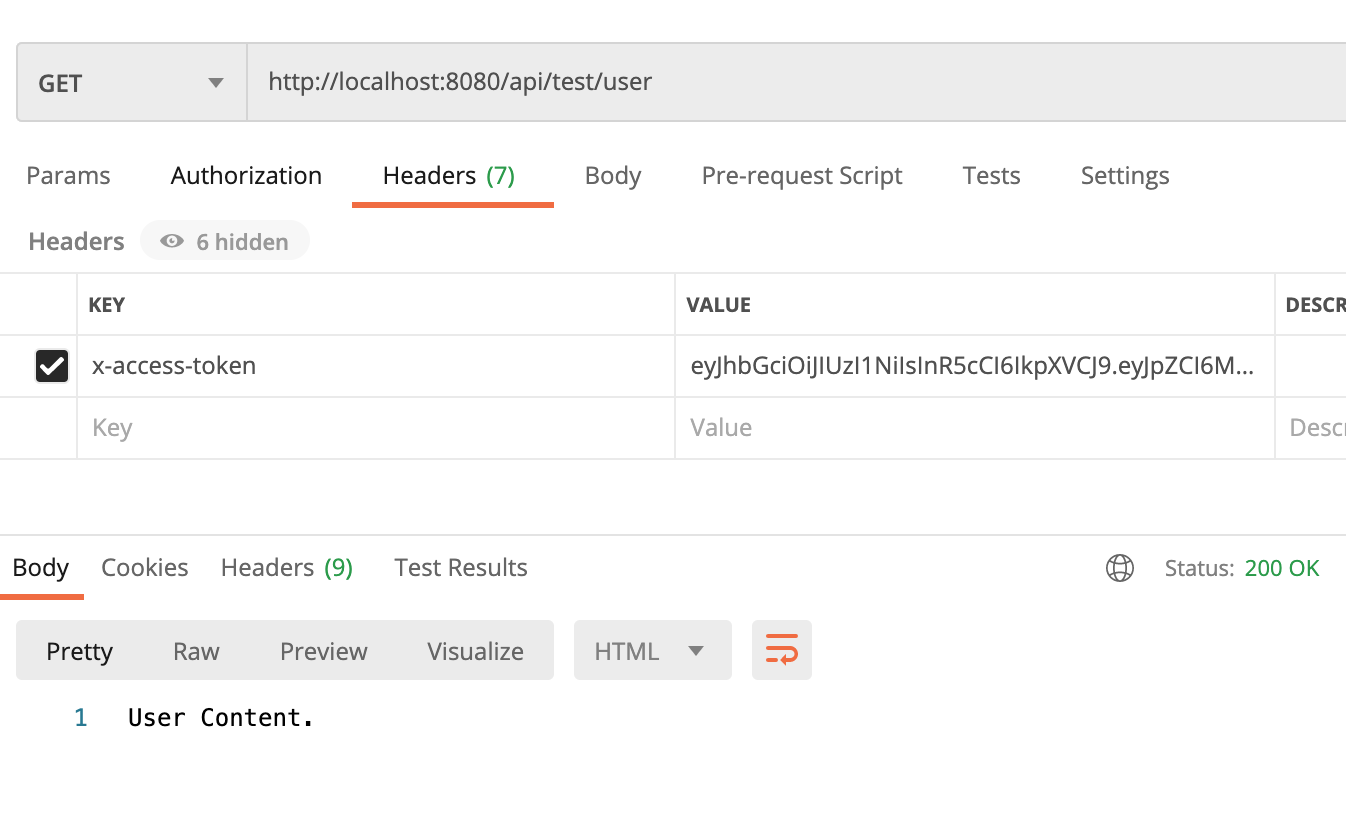 GET http://localhost:8080/api/test/user
Params Authorization Headers (7) Body Pre-request Script Tests Settings
Headers 6 hidden
KEY VALUE DESCR
x-access-token eyJhbGciOiJIUzI1NiIsInR5cCI6IkpXVCJ9.eyJpZCI6M...
Key Value Descr
Body Cookies Headers (9) Test Results Status: 200 OK
Pretty Raw Preview Visualize HTML
1 User Content.